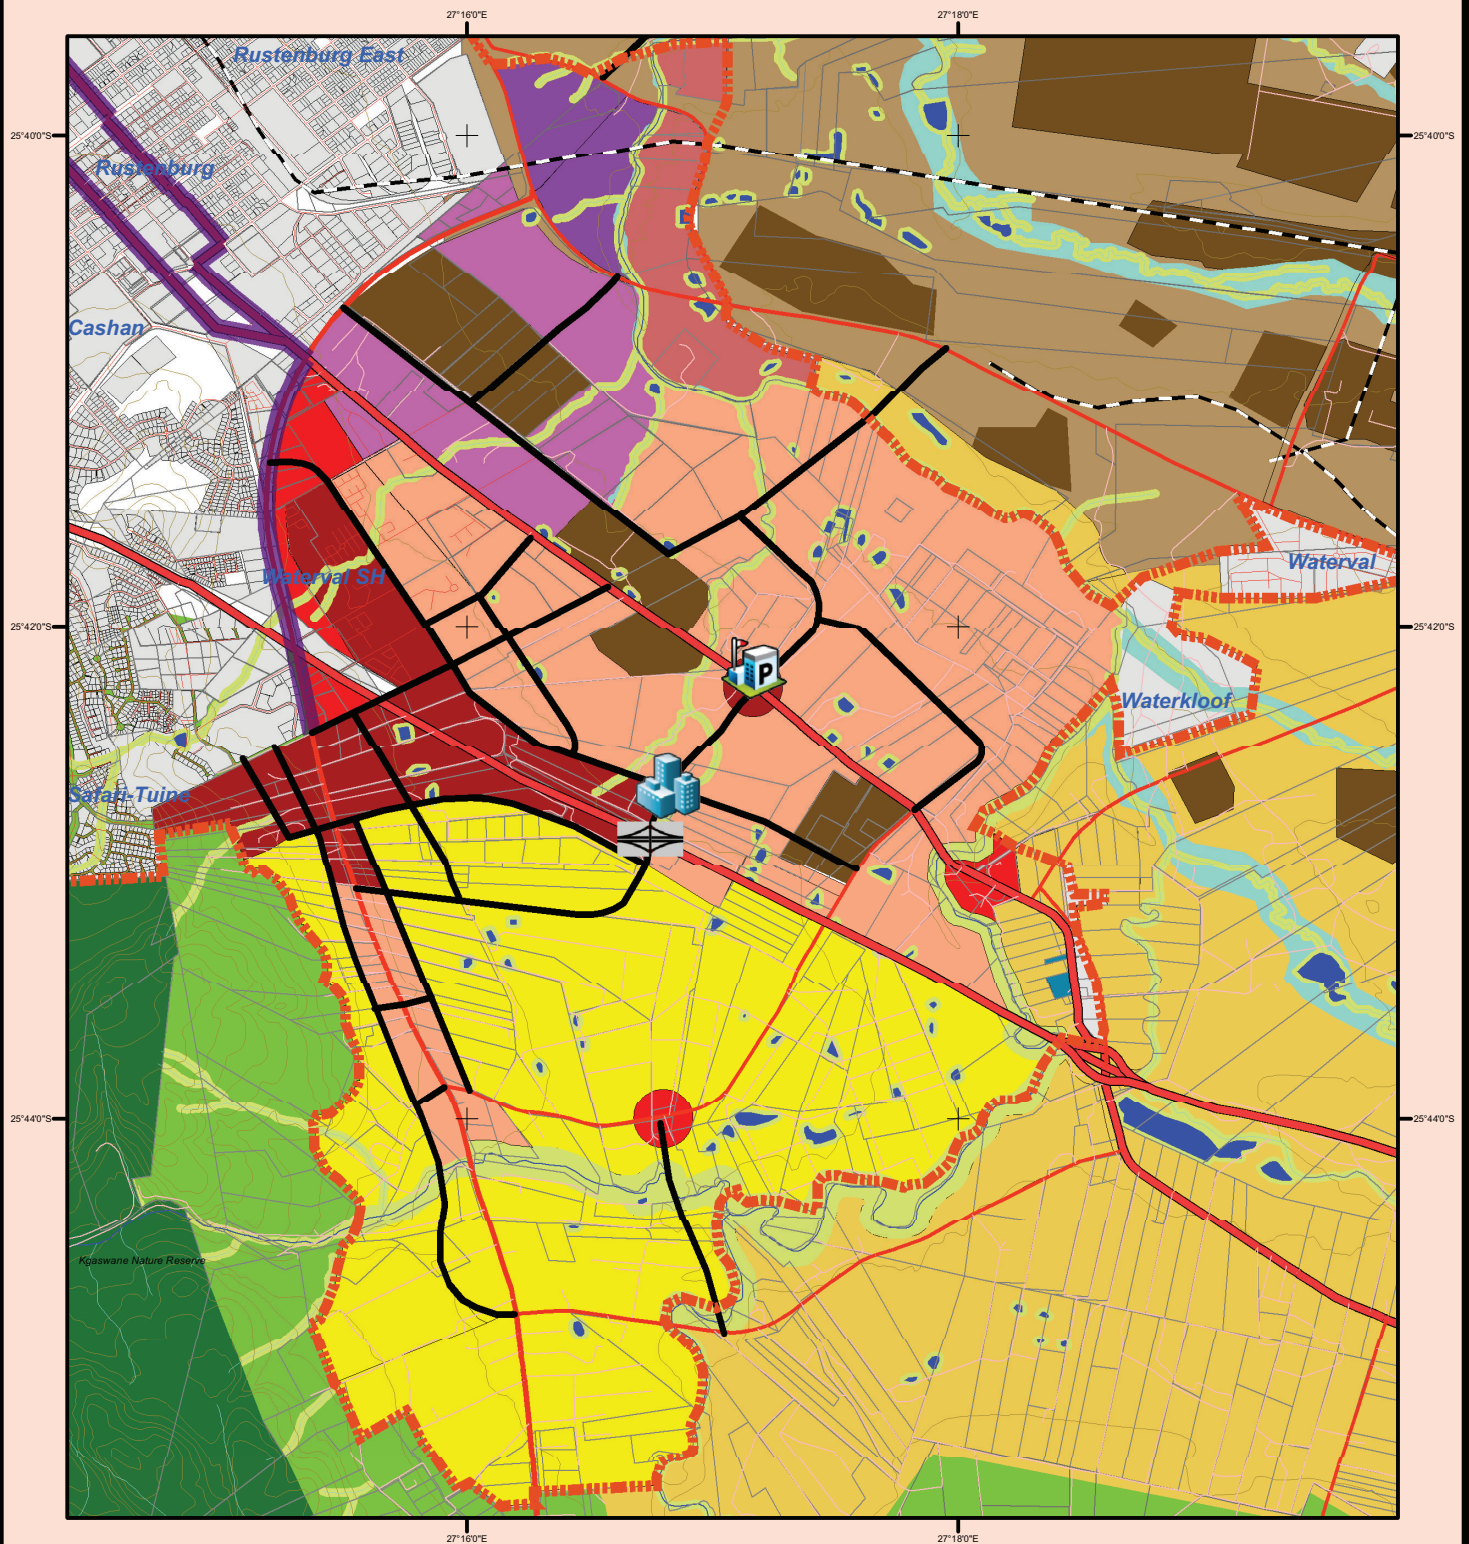 27°16'0"E
27°18'0"E
Rustenburg East
25°40'0"S
25°40'0"S
Rustenburg
Cashan
Waterval
Waterval SH
25°42'0"S
25°42'0"S
P
Waterkloof
Safari-Tuine
25°44'0"S
25°44'0"S
Kgaswane Nature Reserve
27°16'0"E
27°18'0"E